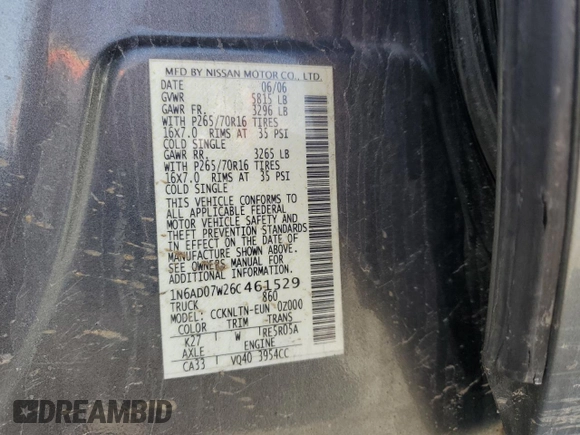 MFD BY NISSAN MOTOR CO., LTD.
DATE 06/06
GVWR 5815 LB
GAWR FR. 3296 LB
WITH P265/70R16 TIRES
16X7.0 RIMS AT 35 PSI
COLD SINGLE
GAWR RR. 3265 LB
WITH P265/70R16 TIRES
16X7.0 RIMS AT 35 PSI
COLD SINGLE
THIS VEHICLE CONFORMS TO
ALL APPLICABLE FEDERAL
MOTOR VEHICLE SAFETY AND
THEFT PREVENTION STANDARDS
IN EFFECT ON THE DATE OF
MANUFACTURE SHOWN ABOVE.
SEE OWNERS MANUAL FOR
ADDITIONAL INFORMATION.
1N6AD07W26C461529
TRUCK 860
CCKNLTN-EUN 0Z000
COLOR TRIM TRANS
K27 W RE5R05A
AXLE ENGINE
CA33 VQ40 3954CC
DREAMBID